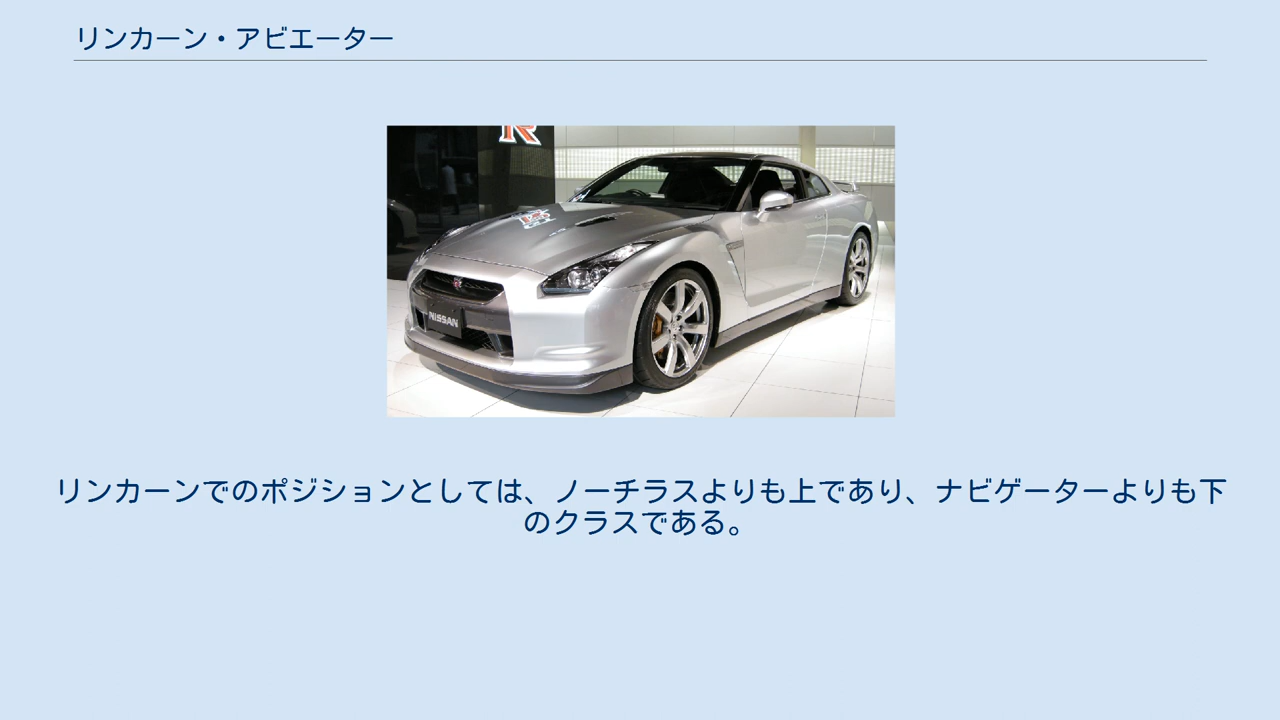 リンカーン・アビエーター
R
NISSAN
リンカーンでのポジションとしては、ノーチラスよりも上であり、ナビゲーターよりも下
のクラスである。